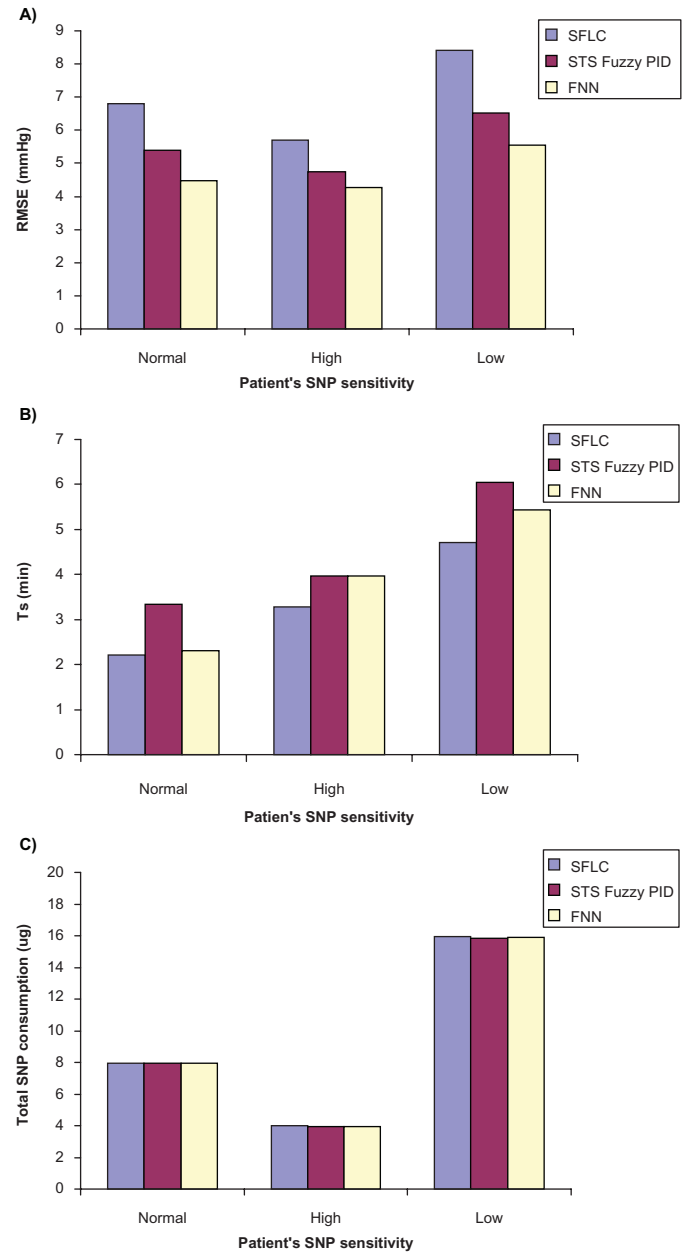 A)
9
8
7
6
5
4
3
2
1
0
RMSE (mmHg)
Normal High Low
Patient's SNP sensitivity
SFLC
STS Fuzzy PID
FNN
B)
7
6
5
4
3
2
1
0
Ts (min)
Normal High Low
Patien's SNP sensitivity
SFLC
STS Fuzzy PID
FNN
C)
20
18
16
14
12
10
8
6
4
2
0
Total SNP consumption (ug)
Normal High Low
Patient's SNP sensitivity
SFLC
STS Fuzzy PID
FNN